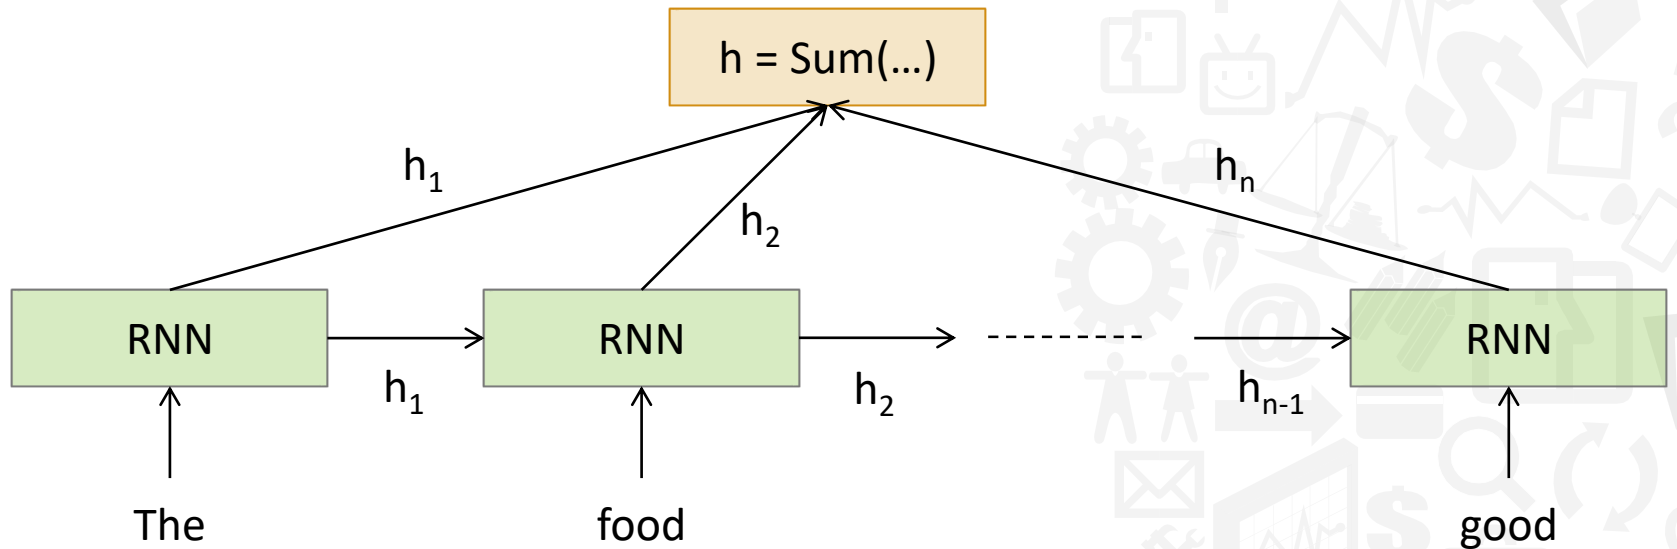 h = Sum(…)
h₁
hₙ
h₂
RNN
RNN
RNN
h₁
h₂
hₙ₋₁
The
food
good